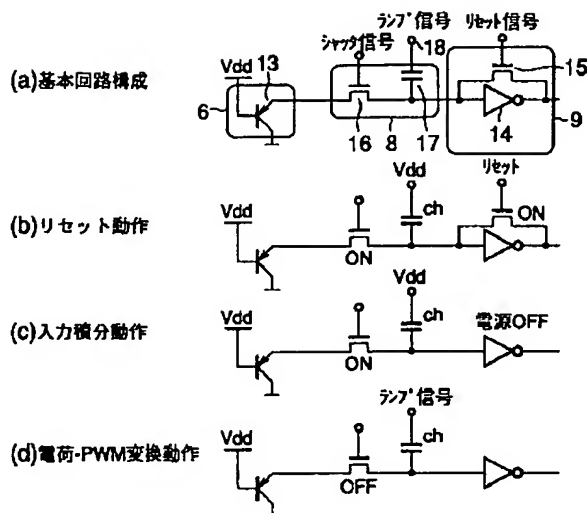 ランプ信号
リセット信号
シャッタ信号
18
Vdd
13
15
(a)基本回路構成
6
14
9
16
8
17
Vdd
リセット
Vdd
ch
ON
(b)リセット動作
ON
Vdd
Vdd
ch
電源OFF
(c)入力積分動作
ON
ランプ信号
Vdd
ch
(d)電荷-PWM変換動作
OFF